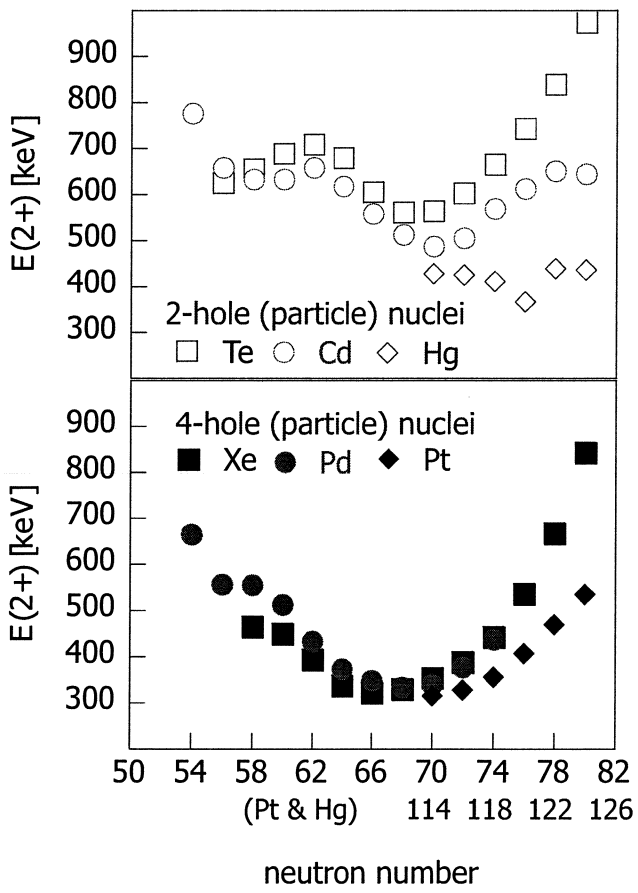 900
800
700
600
500
400
300
E(2+) [keV]
2-hole (particle) nuclei
Te Cd Hg
4-hole (particle) nuclei
Xe Pd Pt
900
800
700
600
500
400
300
E(2+) [keV]
50 54 58 62 66 70 74 78 82
(Pt & Hg) 114 118 122 126
neutron number